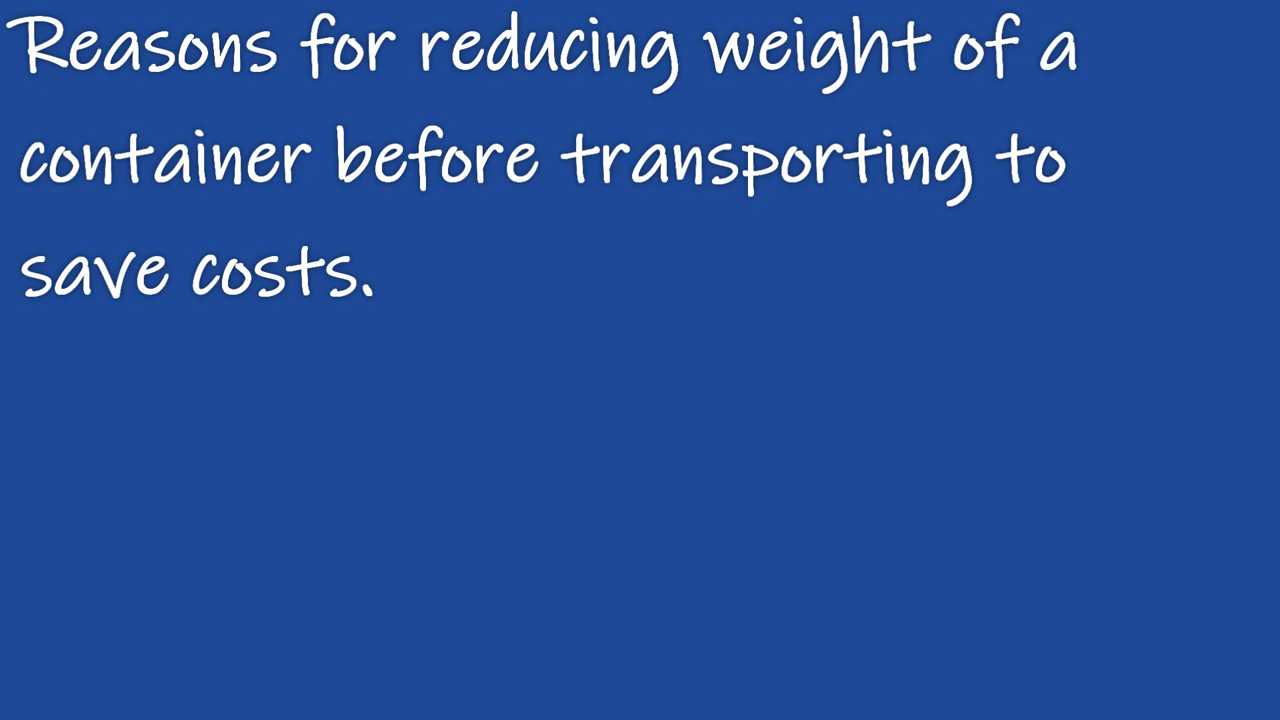 Reasons for reducing weight of a
container before transporting to
save costs.